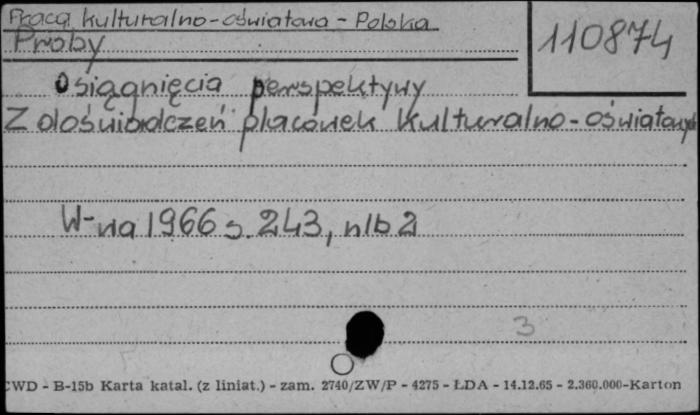 Praca kulturalno-oświatowa - Polska
Próby
110874
Osiągnięcia perspektywy
Z doświadczeń placówek kulturalno-oświatowych
W-wa 1966 s. 243, nlb 2
3
CWD - B-15b Karta katal. (z liniat.) - zam. 2740/ZW/P - 4275 - ŁDA - 14.12.65 - 2.360.000-Karton